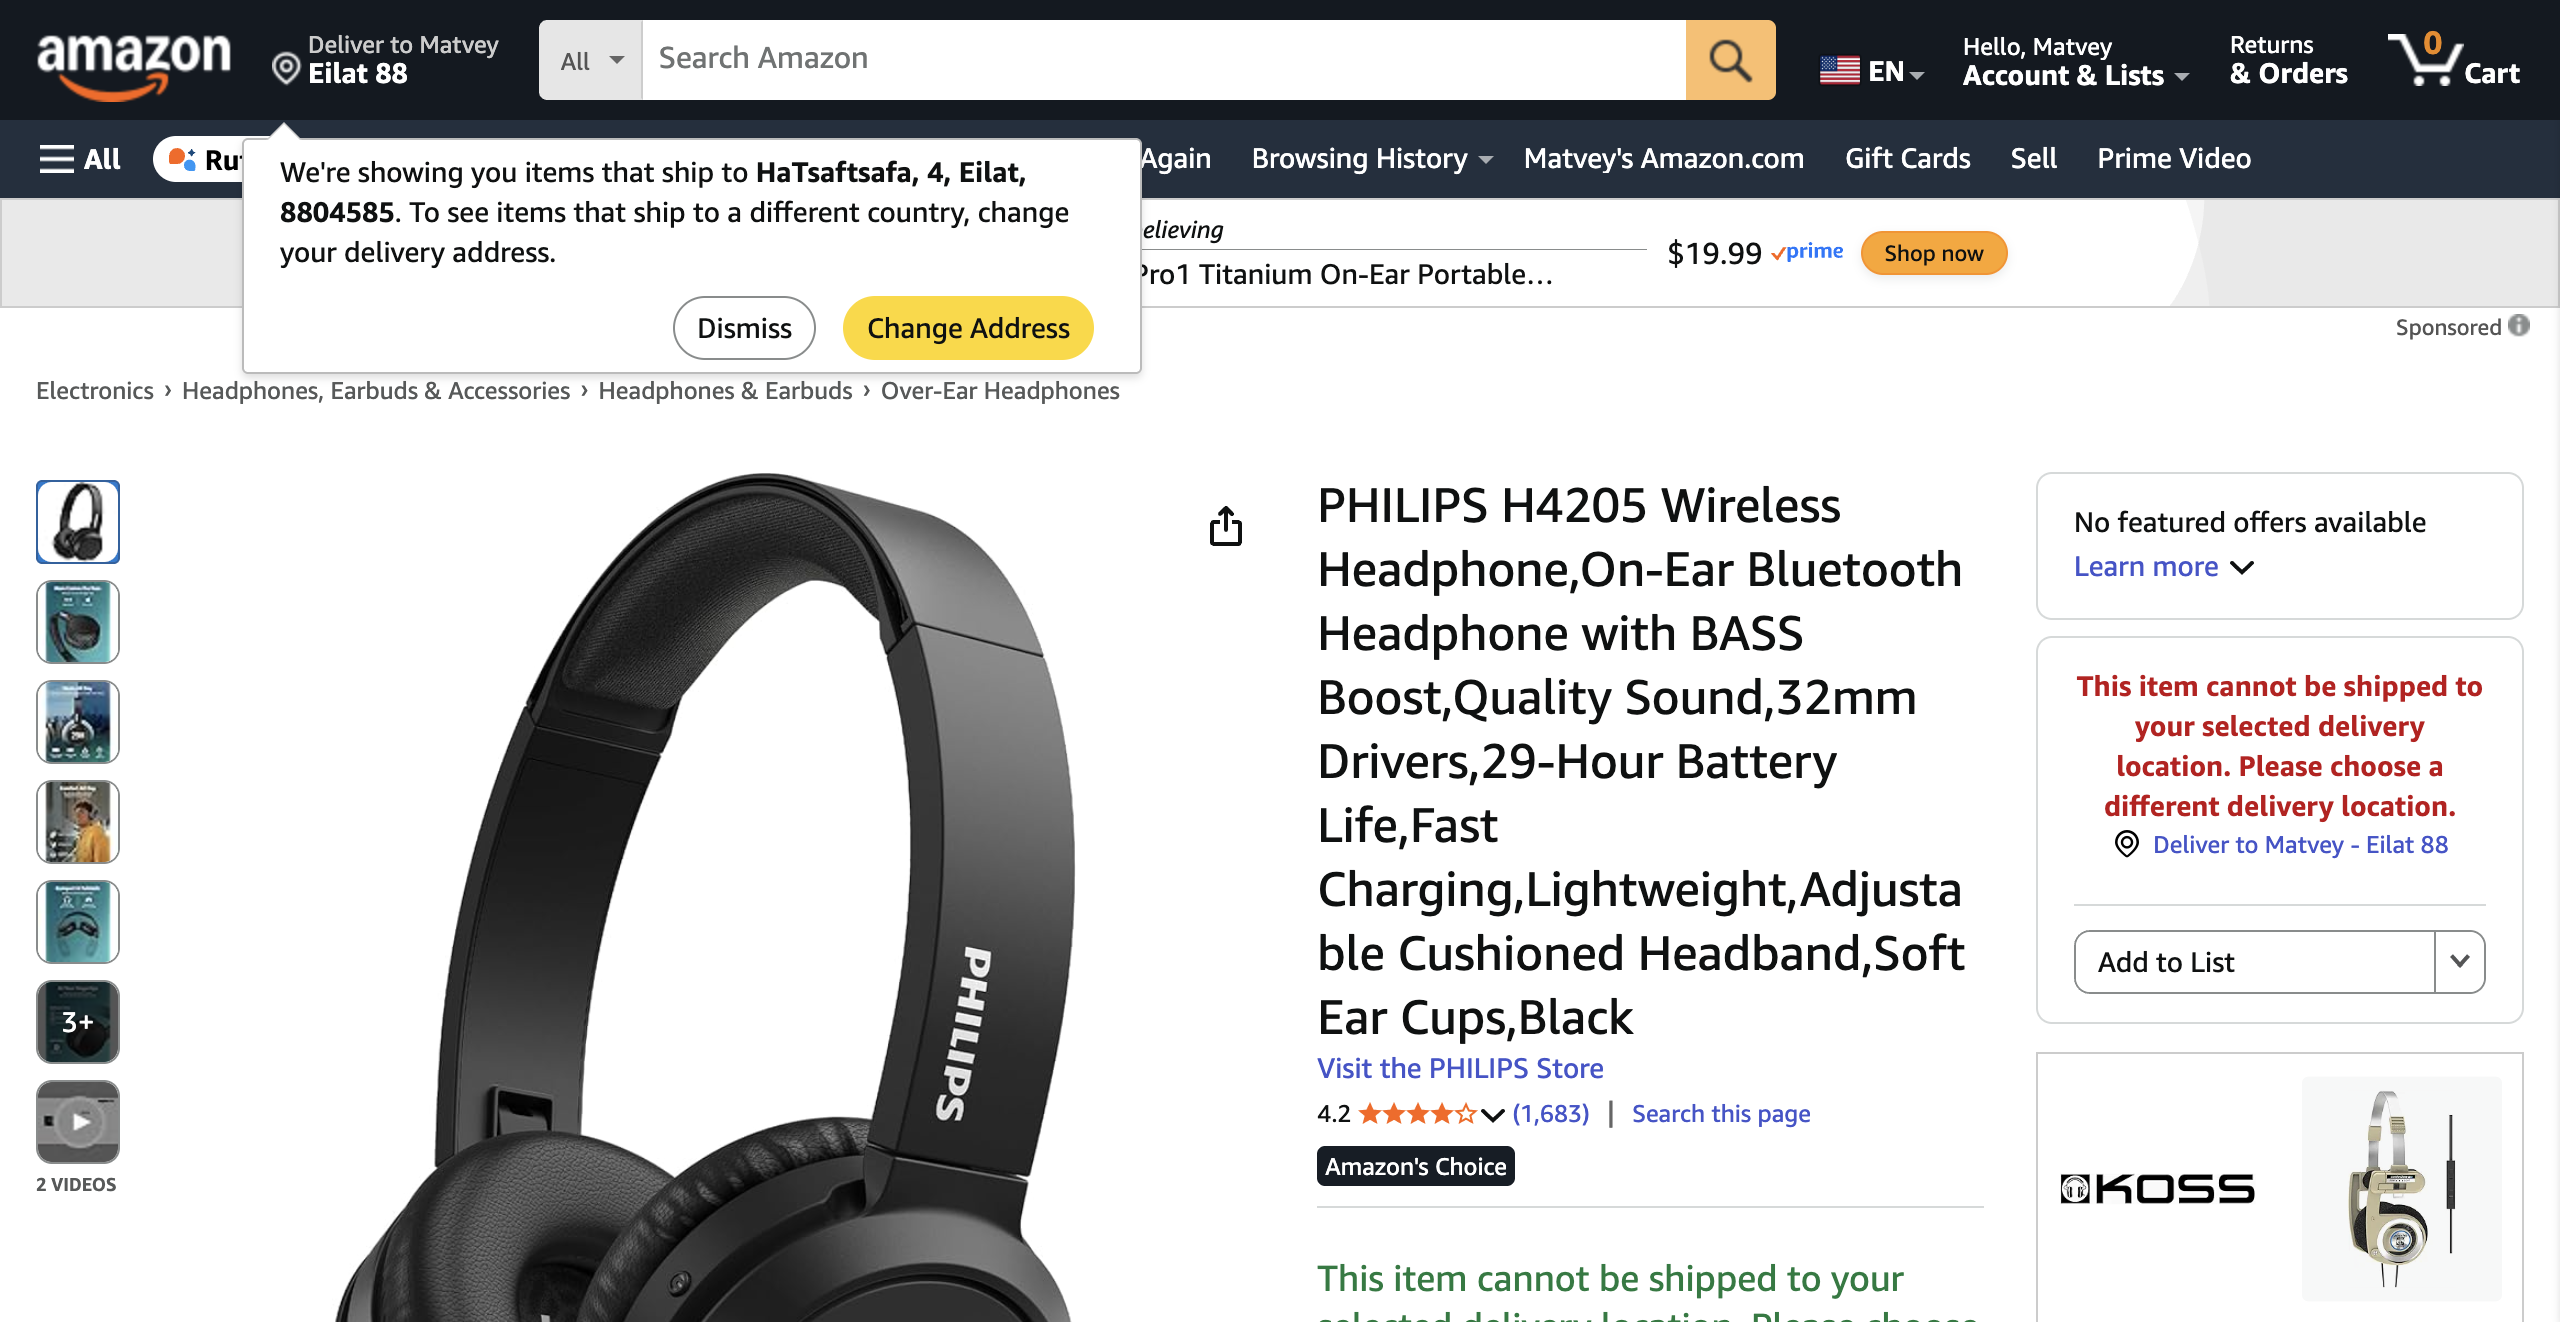 amazon
Deliver to Matvey
Eilat 88
All
Search Amazon
EN
Hello, Matvey
Account & Lists
Returns
& Orders
0
Cart
All
Again
Browsing History
Matvey's Amazon.com
Gift Cards
Sell
Prime Video
We're showing you items that ship to HaTsaftsafa, 4, Eilat,
8804585. To see items that ship to a different country, change
your delivery address.
Dismiss
Change Address
elieving
Pro1 Titanium On-Ear Portable...
$19.99 prime
Shop now
Sponsored
Electronics › Headphones, Earbuds & Accessories › Headphones & Earbuds › Over-Ear Headphones
3+
2 VIDEOS
PHILIPS
PHILIPS H4205 Wireless
Headphone,On-Ear Bluetooth
Headphone with BASS
Boost,Quality Sound,32mm
Drivers,29-Hour Battery
Life,Fast
Charging,Lightweight,Adjusta
ble Cushioned Headband,Soft
Ear Cups,Black
Visit the PHILIPS Store
4.2 (1,683) | Search this page
Amazon's Choice
This item cannot be shipped to your
selected delivery location. Please choose
No featured offers available
Learn more
This item cannot be shipped to
your selected delivery
location. Please choose a
different delivery location.
Deliver to Matvey - Eilat 88
Add to List
KOSS